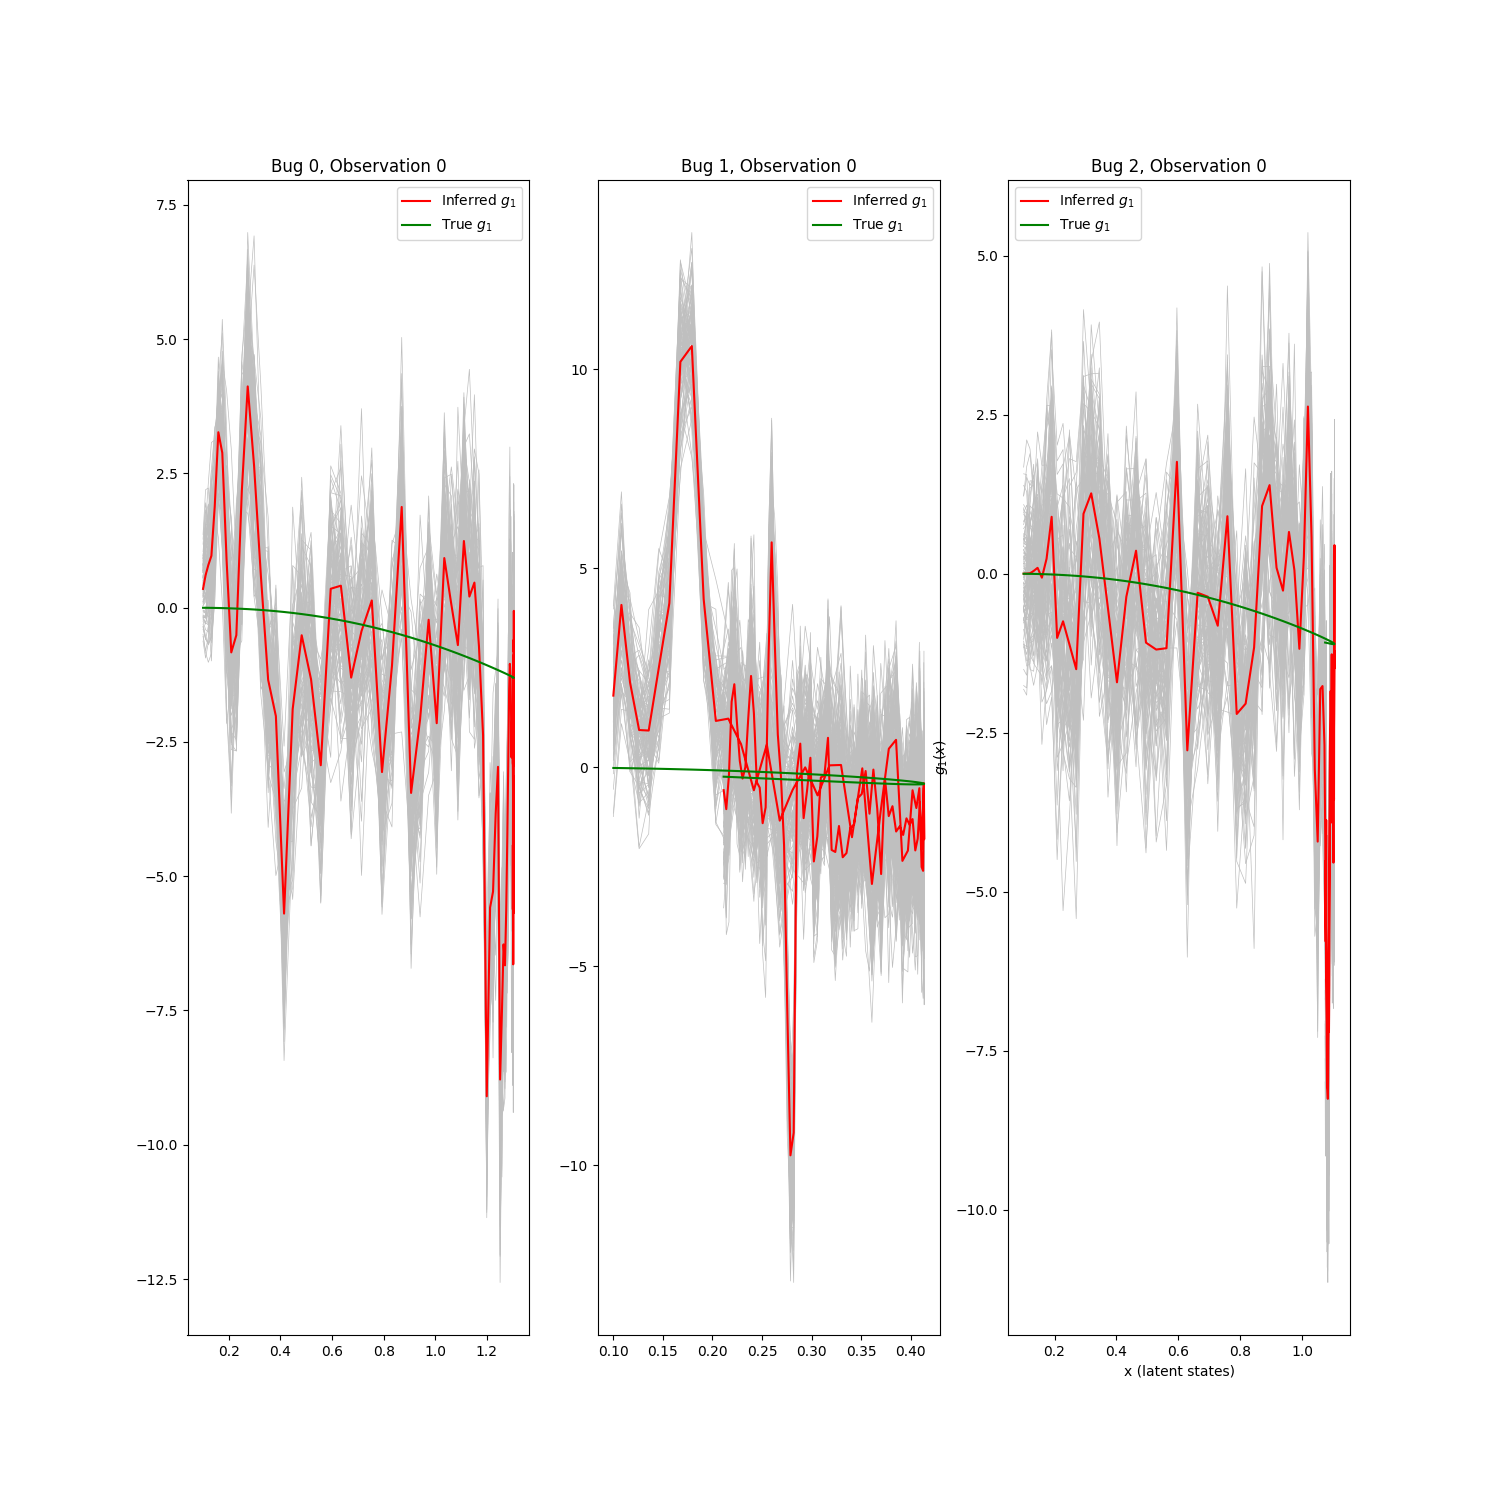 Bug 0, Observation 0
Inferred g₁
True g₁
7.5
5.0
2.5
0.0
−2.5
−5.0
−7.5
−10.0
−12.5
0.2 0.4 0.6 0.8 1.0 1.2
Bug 1, Observation 0
Inferred g₁
True g₁
10
5
0
−5
−10
0.10 0.15 0.20 0.25 0.30 0.35 0.40
Bug 2, Observation 0
Inferred g₁
True g₁
g₁(x)
5.0
2.5
0.0
−2.5
−5.0
−7.5
−10.0
0.2 0.4 0.6 0.8 1.0
x (latent states)